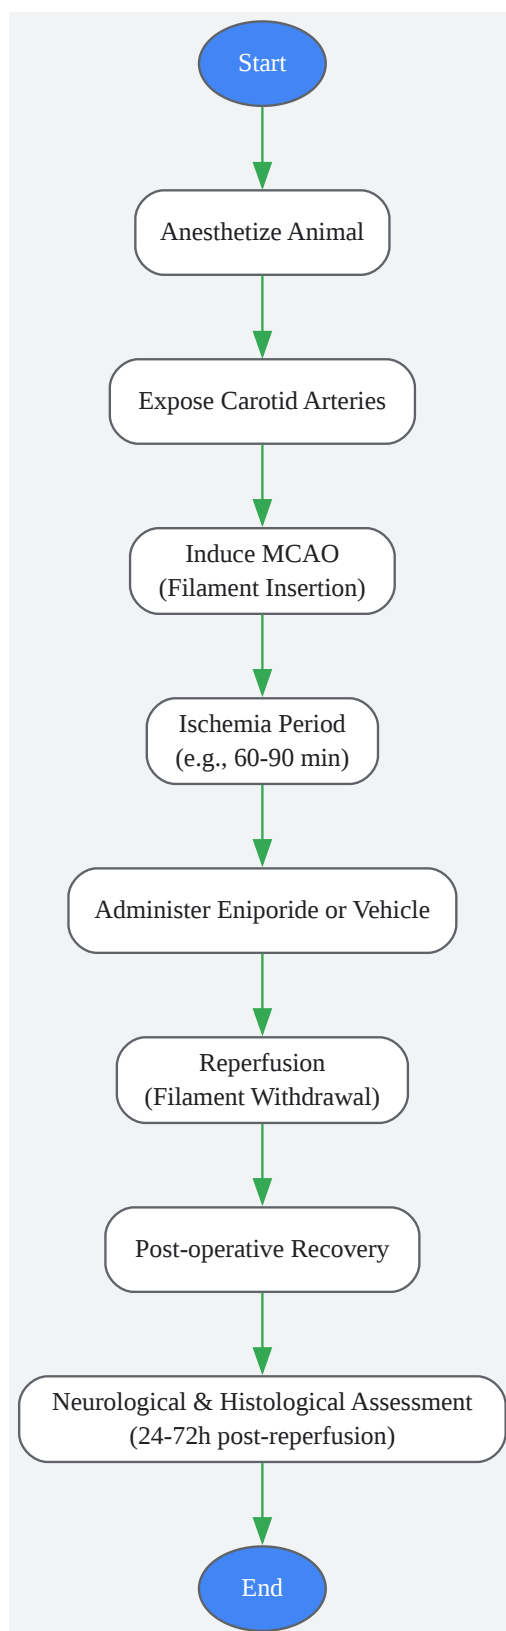 Start
Anesthetize Animal
Expose Carotid Arteries
Induce MCAO
(Filament Insertion)
Ischemia Period
(e.g., 60-90 min)
Administer Eniporide or Vehicle
Reperfusion
(Filament Withdrawal)
Post-operative Recovery
Neurological & Histological Assessment
(24-72h post-reperfusion)
End